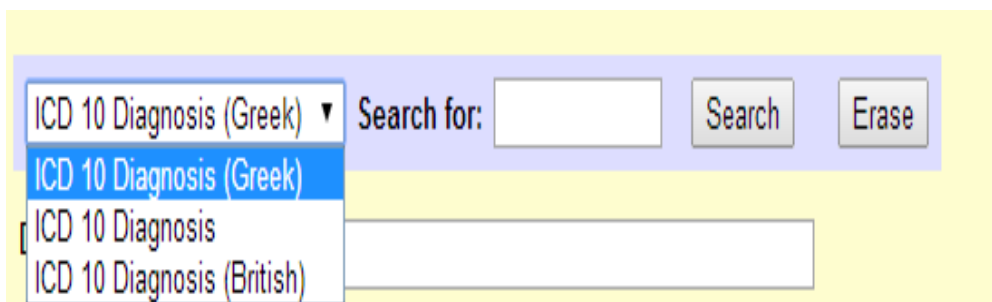 ICD 10 Diagnosis (Greek) Search for: Search Erase
ICD 10 Diagnosis (Greek)
ICD 10 Diagnosis
ICD 10 Diagnosis (British)